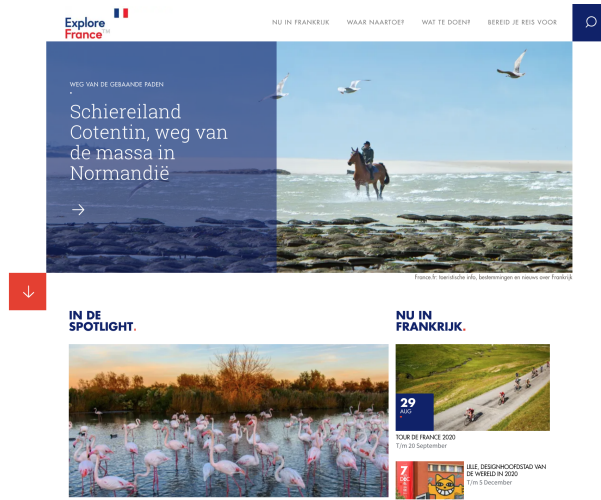 Explore
France™
NU IN FRANKRIJK
WAAR NAARTOE?
WAT TE DOEN?
BEREID JE REIS VOOR
WEG VAN DE GEBAANDE PADEN
Schiereiland
Cotentin, weg van
de massa in
Normandië
France.fr: toeristische info, bestemmingen en nieuws over Frankrijk
IN DE
SPOTLIGHT.
NU IN
FRANKRIJK.
29
AUG
TOUR DE FRANCE 2020
T/m 20 September
7
DEC
LILLE, DESIGNHOOFDSTAD VAN
DE WERELD IN 2020
T/m 5 December